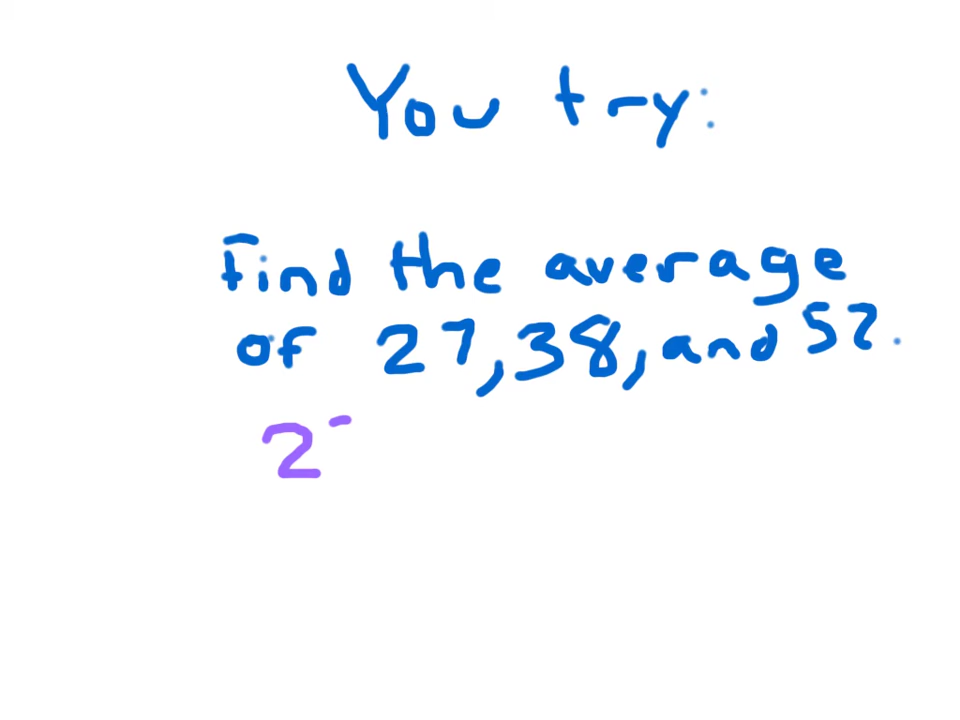 You try:
Find the average
of 27, 38, and 52.
2